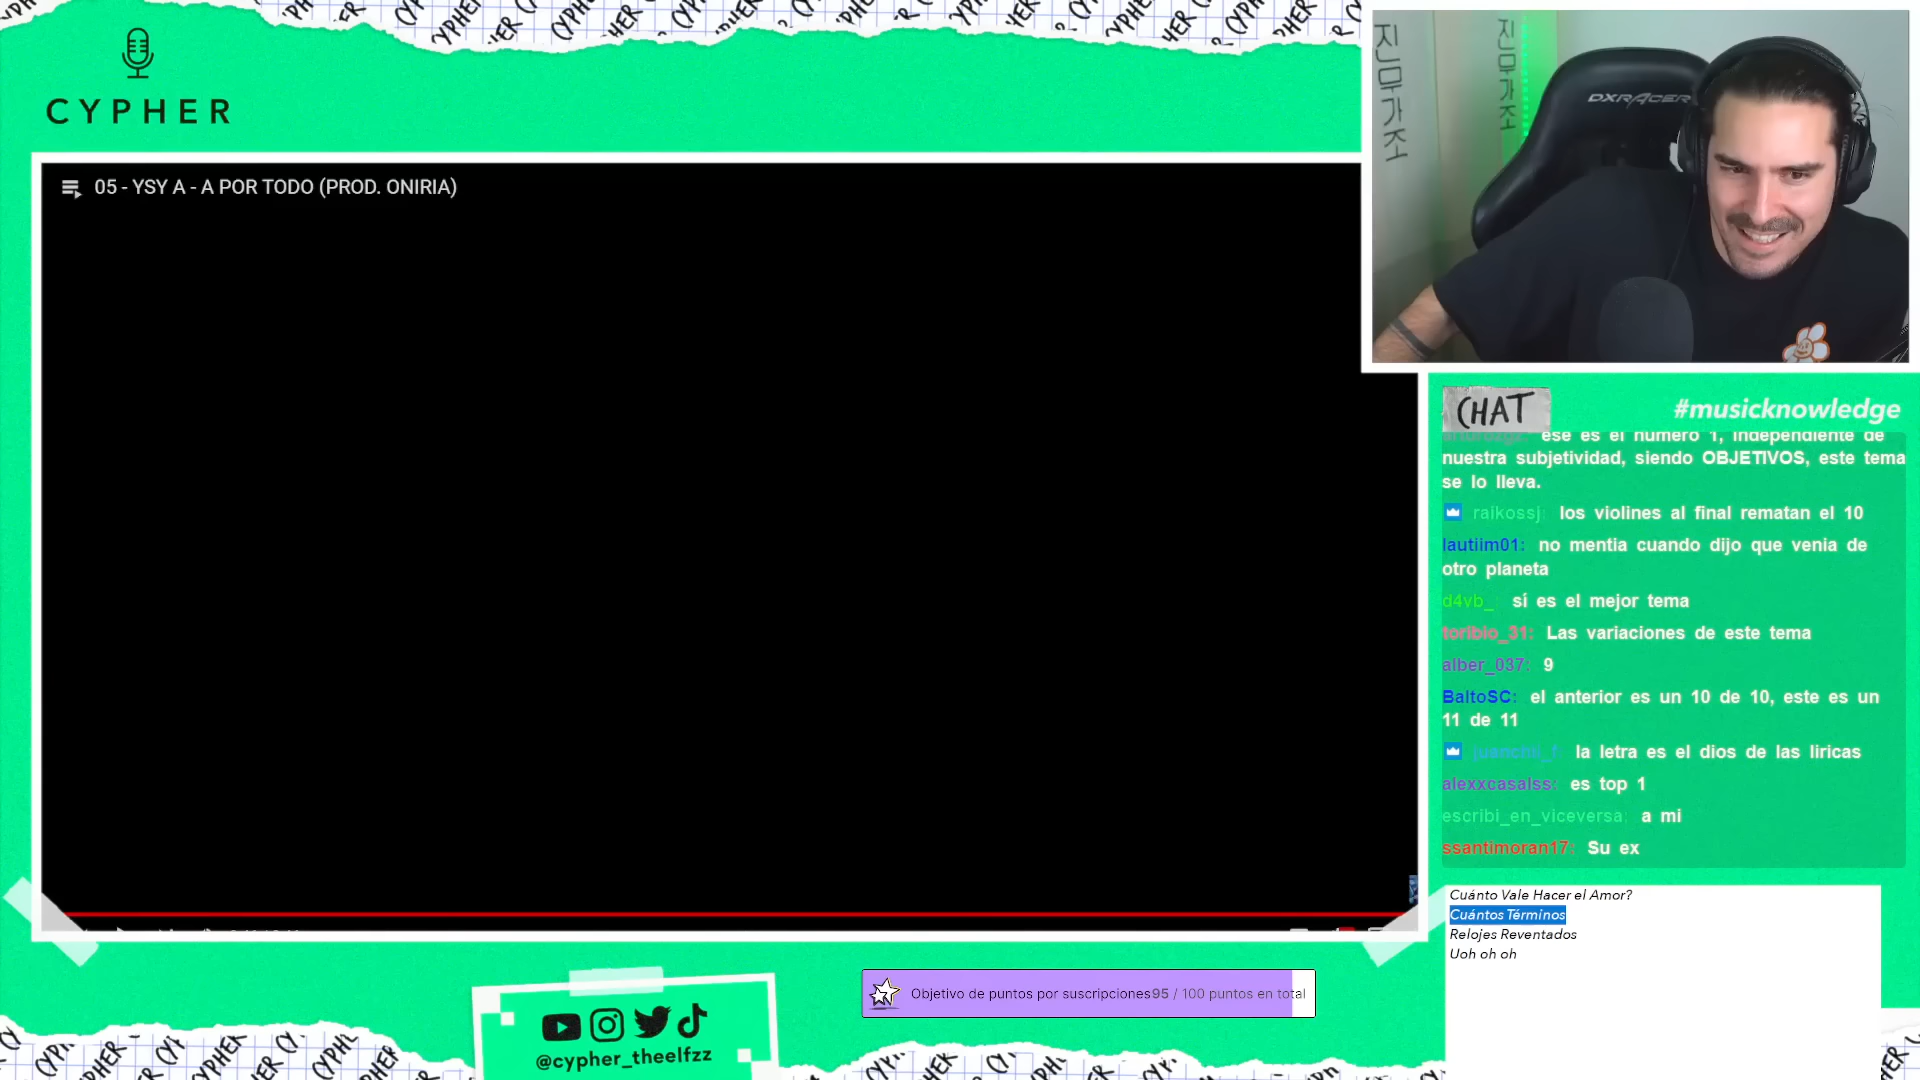 CYPHER
05 - YSY A - A POR TODO (PROD. ONIRIA)
DXRACER
CHAT
#musicknowledge
ese es el numero 1, independiente de
nuestra subjetividad, siendo OBJETIVOS, este tema
se lo lleva.
raikossj: los violines al final rematan el 10
lautiim01: no mentia cuando dijo que venia de
otro planeta
d4vb_: sí es el mejor tema
toribio_31: Las variaciones de este tema
alber_037: 9
BaltoSC: el anterior es un 10 de 10, este es un
11 de 11
la letra es el dios de las liricas
alexxcasalss: es top 1
escribi_en_viceversa: a mi
ssantimoran17: Su ex
Cuánto Vale Hacer el Amor?
Cuántos Términos
Relojes Reventados
Uoh oh oh
Objetivo de puntos por suscripciones 95 / 100 puntos en total
@cypher_theelfzz